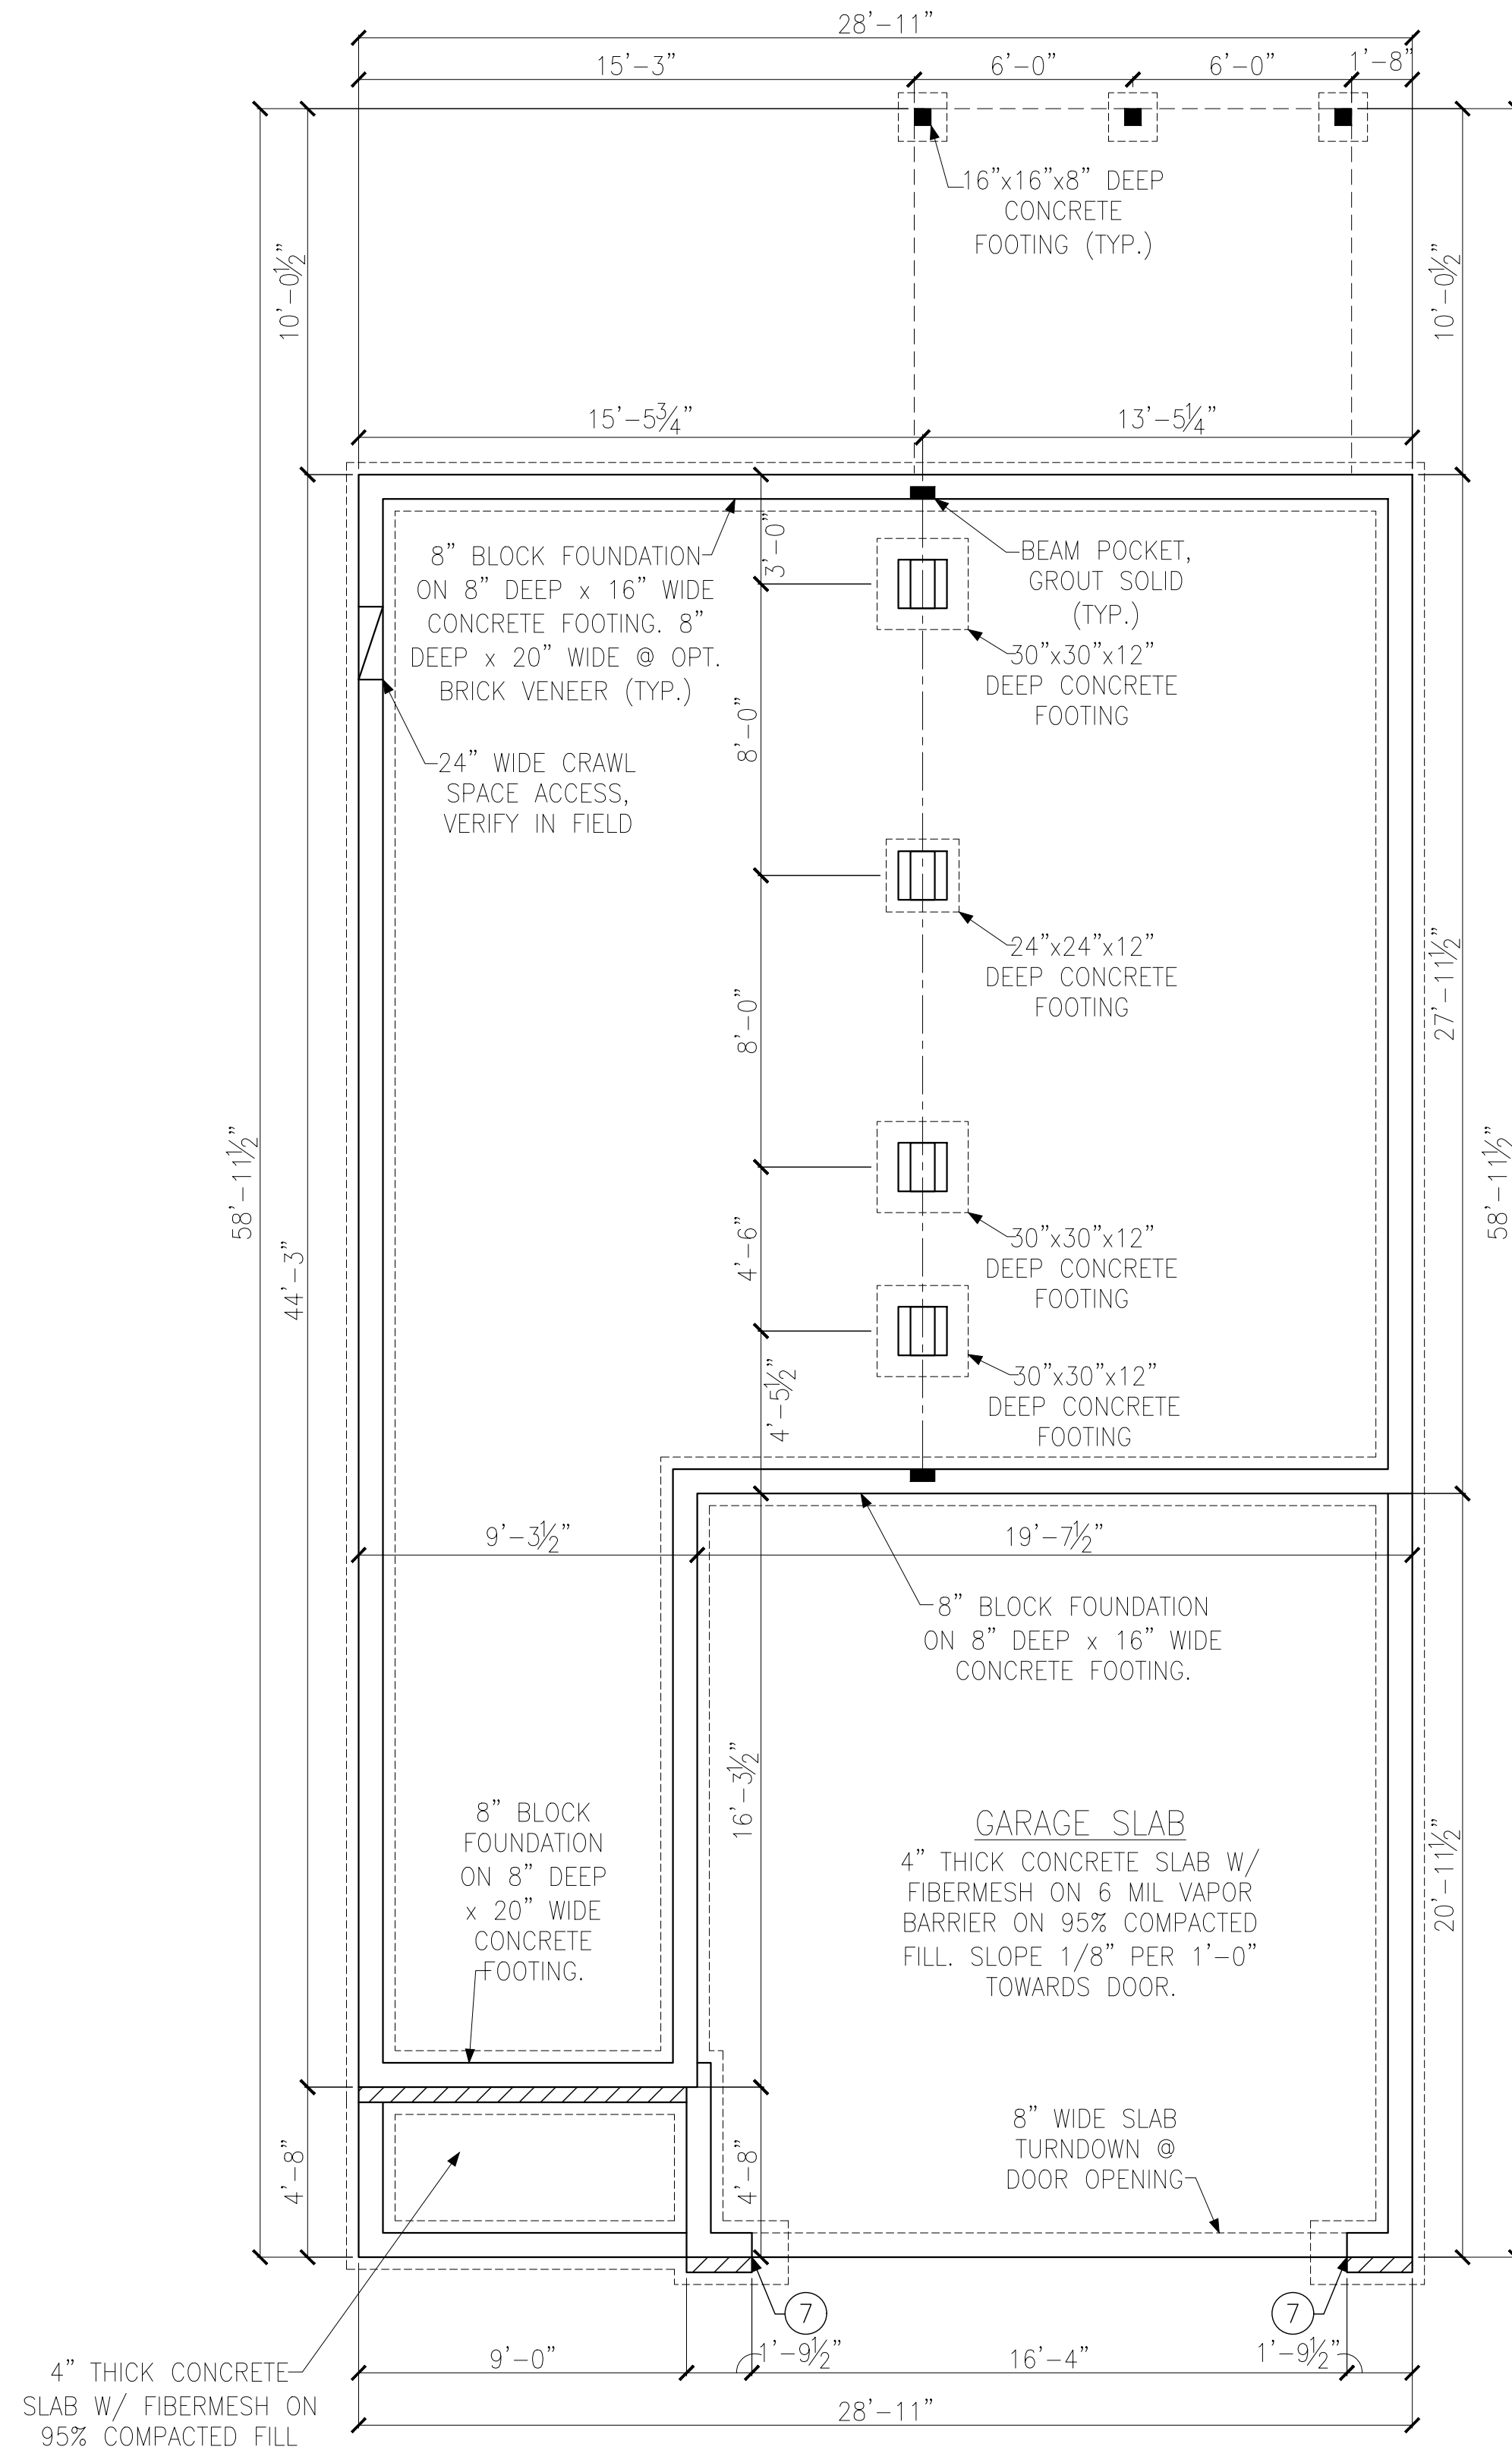 28'-11"
15'-3"
6'-0"
6'-0"
1'-8"
16"x16"x8" DEEP
CONCRETE
FOOTING (TYP.)
10'-0½"
10'-0½"
15'-5¾"
13'-5¼"
3'-0"
8" BLOCK FOUNDATION
ON 8" DEEP x 16" WIDE
CONCRETE FOOTING. 8"
DEEP x 20" WIDE @ OPT.
BRICK VENEER (TYP.)
BEAM POCKET,
GROUT SOLID
(TYP.)
30"x30"x12"
DEEP CONCRETE
FOOTING
24" WIDE CRAWL
SPACE ACCESS,
VERIFY IN FIELD
8'-0"
24"x24"x12"
DEEP CONCRETE
FOOTING
8'-0"
27'-11½"
58'-11½"
58'-11½"
44'-3"
4'-6"
30"x30"x12"
DEEP CONCRETE
FOOTING
4'-5½"
30"x30"x12"
DEEP CONCRETE
FOOTING
9'-3½"
19'-7½"
8" BLOCK FOUNDATION
ON 8" DEEP x 16" WIDE
CONCRETE FOOTING.
16'-3½"
20'-11½"
8" BLOCK
FOUNDATION
ON 8" DEEP
x 20" WIDE
CONCRETE
FOOTING.
GARAGE SLAB
4" THICK CONCRETE SLAB W/
FIBERMESH ON 6 MIL VAPOR
BARRIER ON 95% COMPACTED
FILL. SLOPE 1/8" PER 1'-0"
TOWARDS DOOR.
8" WIDE SLAB
TURNDOWN @
DOOR OPENING
4'-8"
4'-8"
7
7
4" THICK CONCRETE
SLAB W/ FIBERMESH ON
95% COMPACTED FILL
9'-0"
1'-9½"
16'-4"
1'-9½"
28'-11"